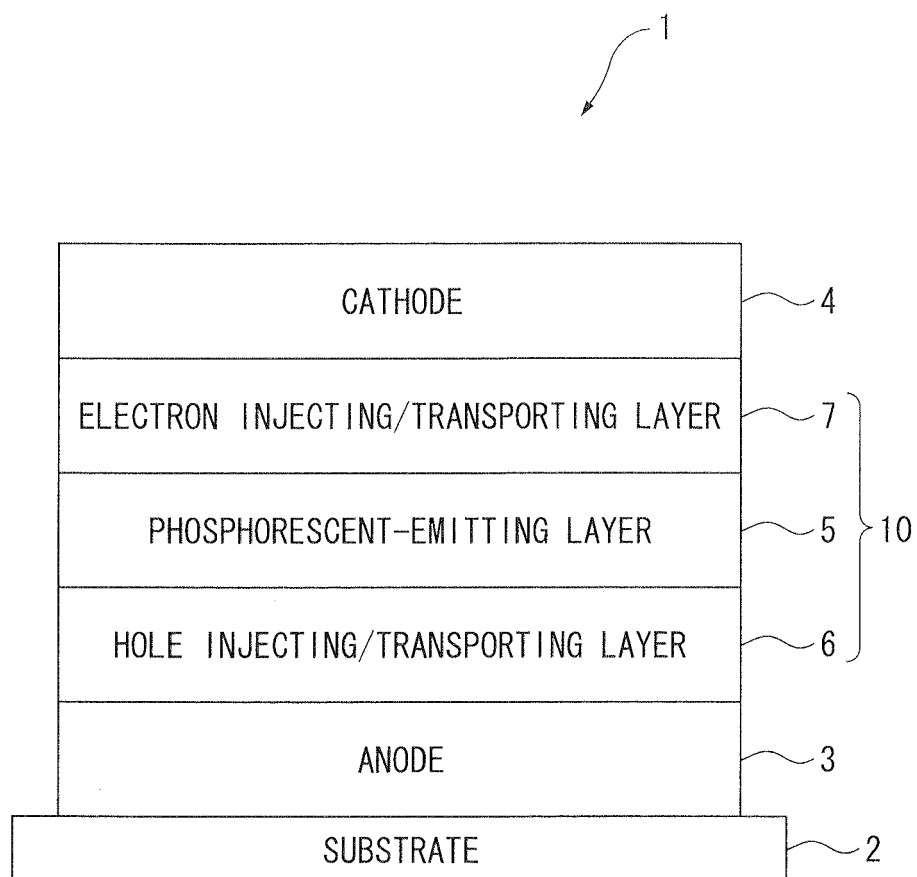 1
CATHODE 4
ELECTRON INJECTING/TRANSPORTING LAYER 7
PHOSPHORESCENT-EMITTING LAYER 5 10
HOLE INJECTING/TRANSPORTING LAYER 6
ANODE 3
SUBSTRATE 2